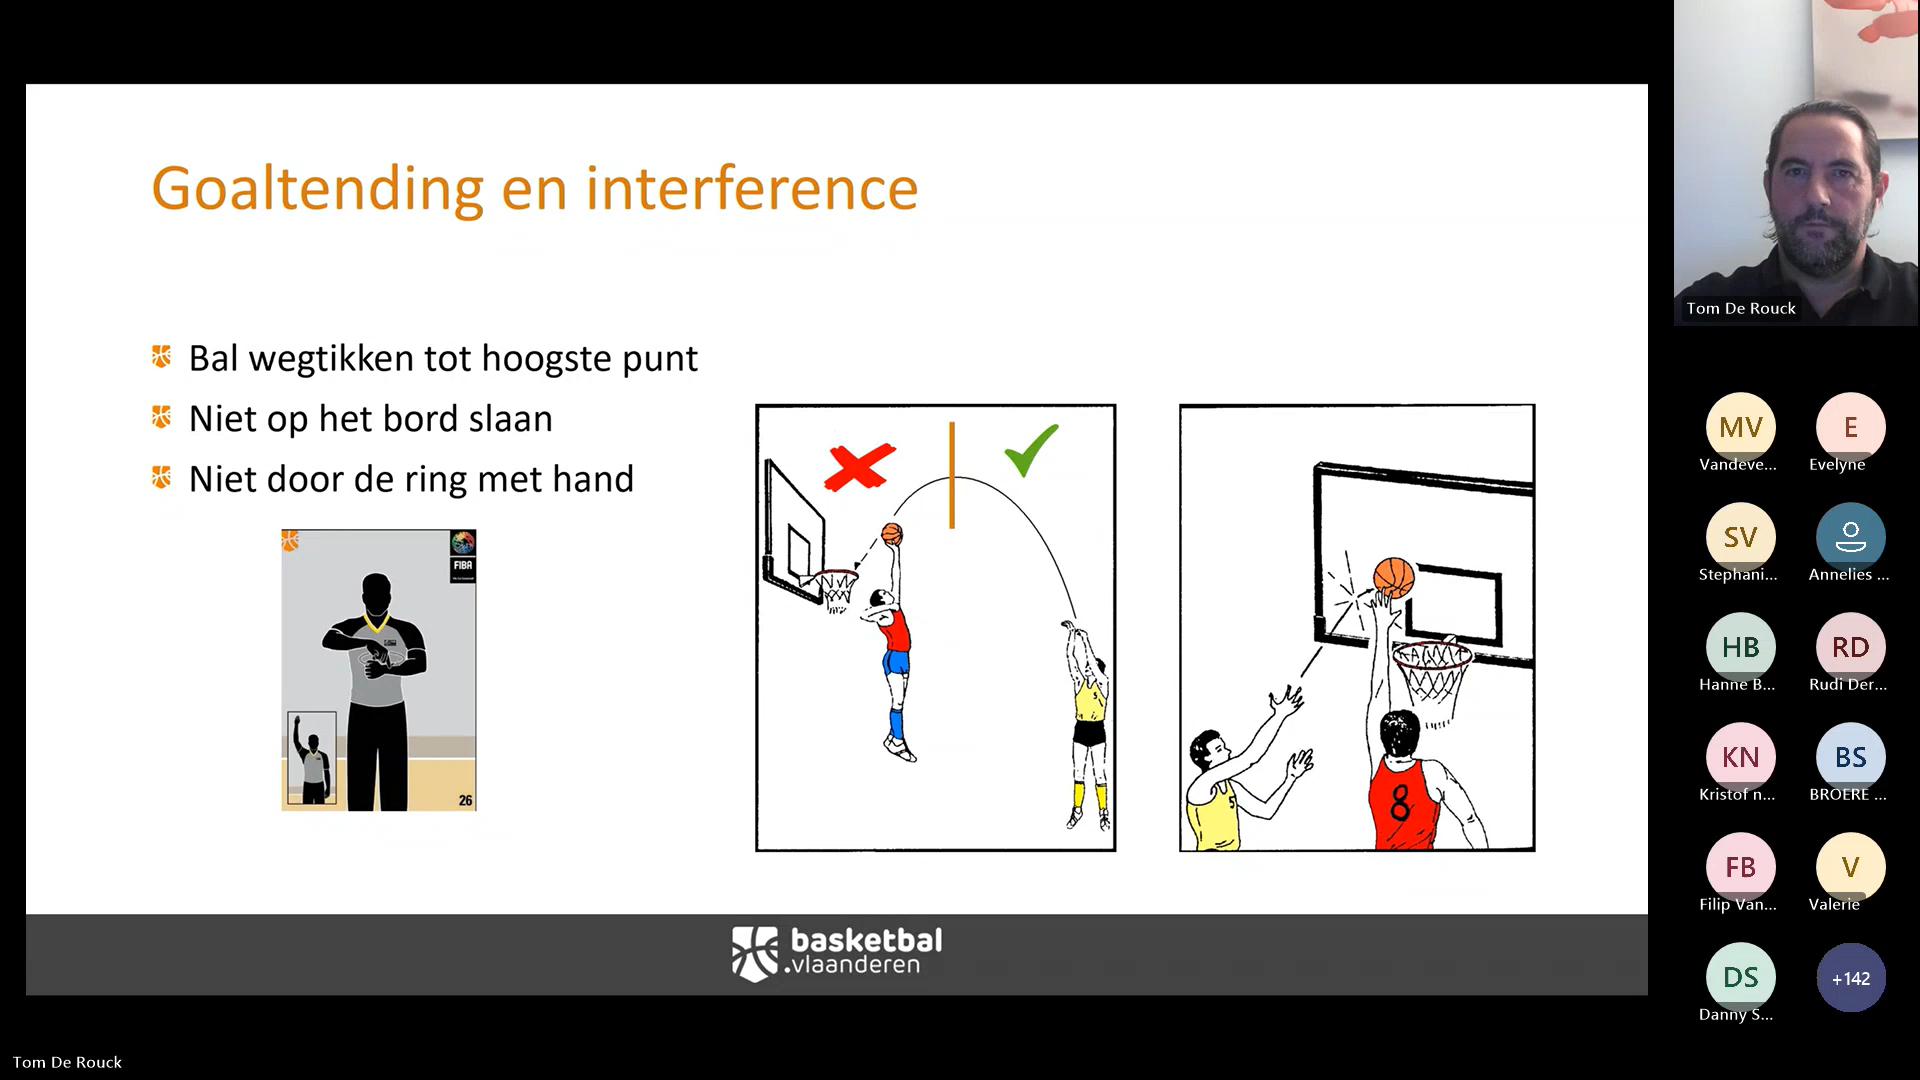 Goaltending en interference
Bal wegtikken tot hoogste punt
Niet op het bord slaan
Niet door de ring met hand
FIBA
26
5
5
8
basketbal
.vlaanderen
Tom De Rouck
MV
Vandeve...
E
Evelyne
SV
Stephani...
Annelies ...
HB
Hanne B...
RD
Rudi Der...
KN
Kristof n...
BS
BROERE ...
FB
Filip Van...
V
Valerie
DS
Danny S...
+142
Tom De Rouck